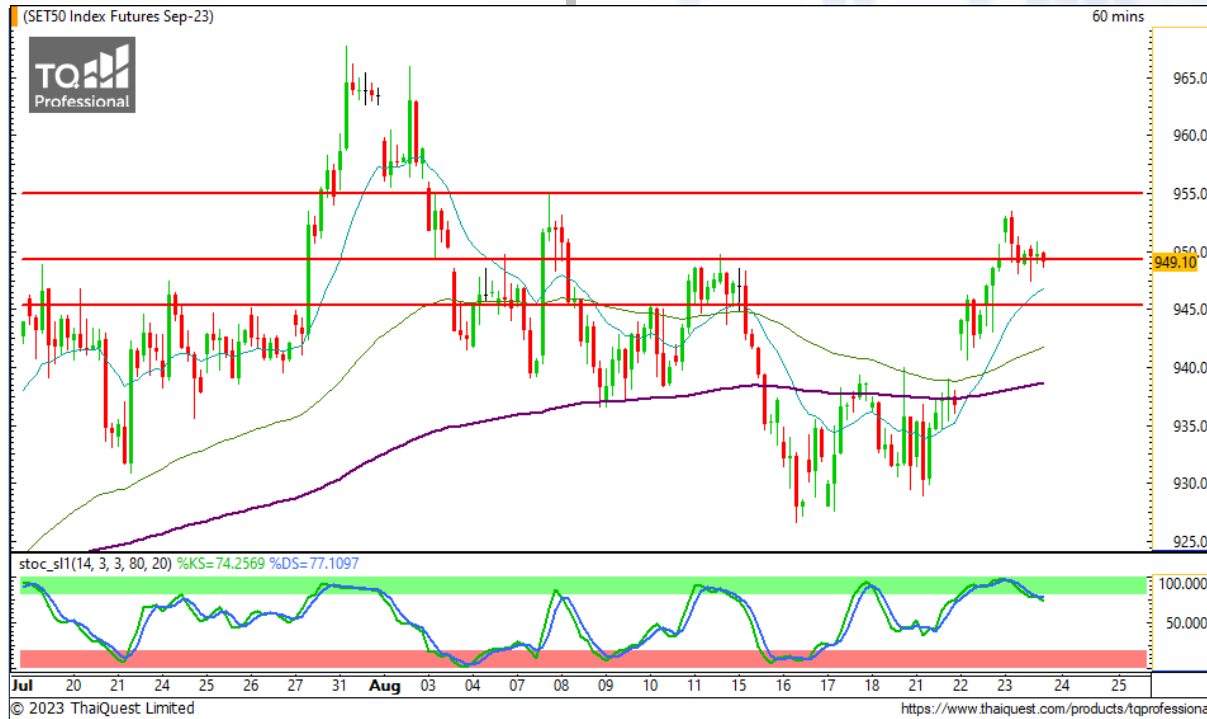 (SET50 Index Futures Sep-23)
60 mins
TQ
Professional
965.0
960.0
955.0
950.0
949.10
945.0
940.0
935.0
930.0
925.0
stoc_sl1(14, 3, 3, 80, 20) %KS=74.2569 %DS=77.1097
100.000
50.000
Jul 20 21 24 25 26 27 31 Aug 03 04 07 08 09 10 11 15 16 17 18 21 22 23 24 25
© 2023 ThaiQuest Limited
https://www.thaiquest.com/products/tqprofessiona